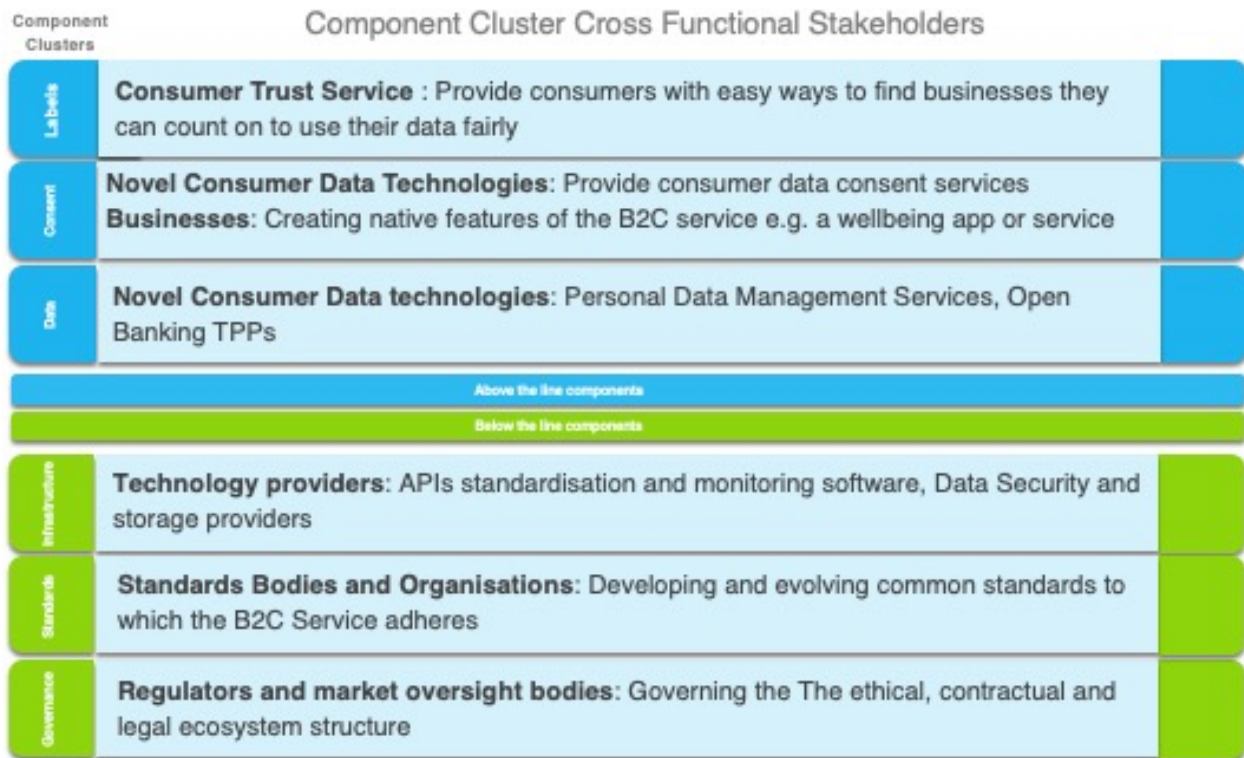 Component
Clusters
Component Cluster Cross Functional Stakeholders
Labels
Consumer Trust Service : Provide consumers with easy ways to find businesses they
can count on to use their data fairly
Consent
Novel Consumer Data Technologies: Provide consumer data consent services
Businesses: Creating native features of the B2C service e.g. a wellbeing app or service
Data
Novel Consumer Data technologies: Personal Data Management Services, Open
Banking TPPs
Above the line components
Below the line components
Infrastructure
Technology providers: APIs standardisation and monitoring software, Data Security and
storage providers
Standards
Standards Bodies and Organisations: Developing and evolving common standards to
which the B2C Service adheres
Governance
Regulators and market oversight bodies: Governing the The ethical, contractual and
legal ecosystem structure